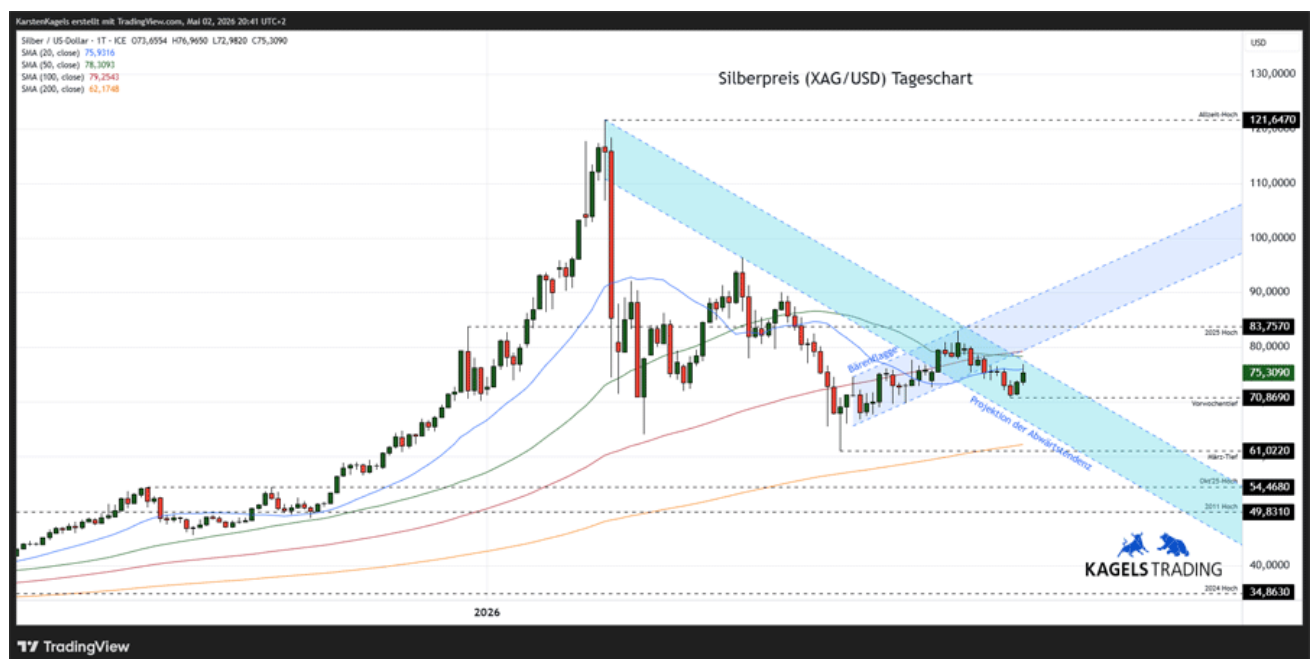 KarstenKagels erstellt mit TradingView.com, Mai 02, 2026 20:41 UTC+2
Silber / US-Dollar · 1T · ICE O73,6554 H76,9650 L72,9820 C75,3090
SMA (20, close) 75,9316
SMA (50, close) 78,3093
SMA (100, close) 79,2543
SMA (200, close) 62,1748
USD
Silberpreis (XAG/USD) Tageschart
130,0000
Allzeit-Hoch
121,6470
120,0000
110,0000
100,0000
90,0000
83,7570
2025 Hoch
80,0000
Bärenflagge
75,3090
70,8690
Vorwochentief
Projektion der Abwärtstendenz
61,0220
März-Tief
Okt'25 Hoch
54,4680
2011 Hoch
49,8310
KAGELS TRADING
40,0000
2024 Hoch
34,8630
2026
TradingView